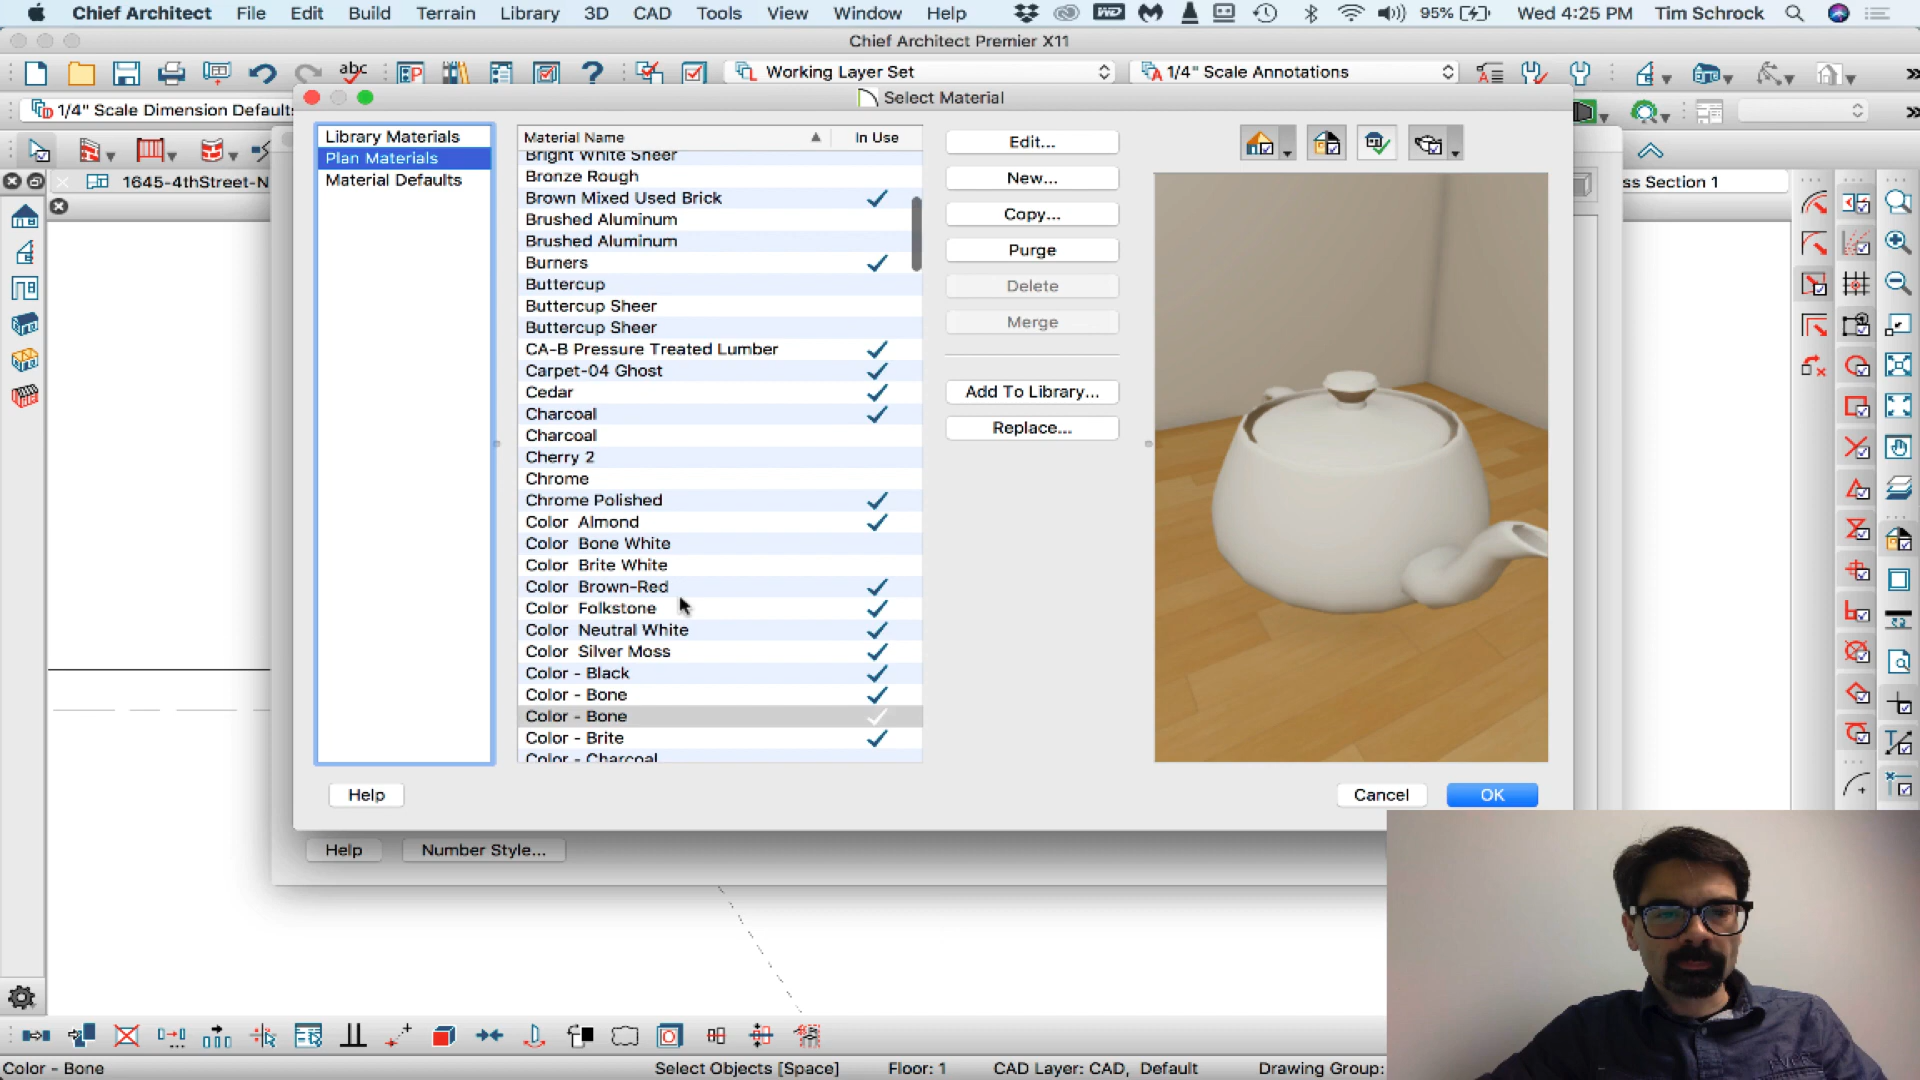 Chief Architect File Edit Build Terrain Library 3D CAD Tools View Window Help 95% Wed 4:25 PM Tim Schrock
Chief Architect Premier X11
abc Working Layer Set 1/4" Scale Annotations
1/4" Scale Dimension Defaults
Select Material
Library Materials
Plan Materials
Material Defaults
1645-4thStreet-N
ss Section 1
Material Name In Use
Bright White Sheer
Bronze Rough
Brown Mixed Used Brick
Brushed Aluminum
Brushed Aluminum
Burners
Buttercup
Buttercup Sheer
Buttercup Sheer
CA-B Pressure Treated Lumber
Carpet-04 Ghost
Cedar
Charcoal
Charcoal
Cherry 2
Chrome
Chrome Polished
Color Almond
Color Bone White
Color Brite White
Color Brown-Red
Color Folkstone
Color Neutral White
Color Silver Moss
Color - Black
Color - Bone
Color - Bone
Color - Brite
Color - Charcoal
Edit...
New...
Copy...
Purge
Delete
Merge
Add To Library...
Replace...
Help
Cancel
OK
Help
Number Style...
Color - Bone
Select Objects [Space]
Floor: 1
CAD Layer: CAD, Default
Drawing Group: